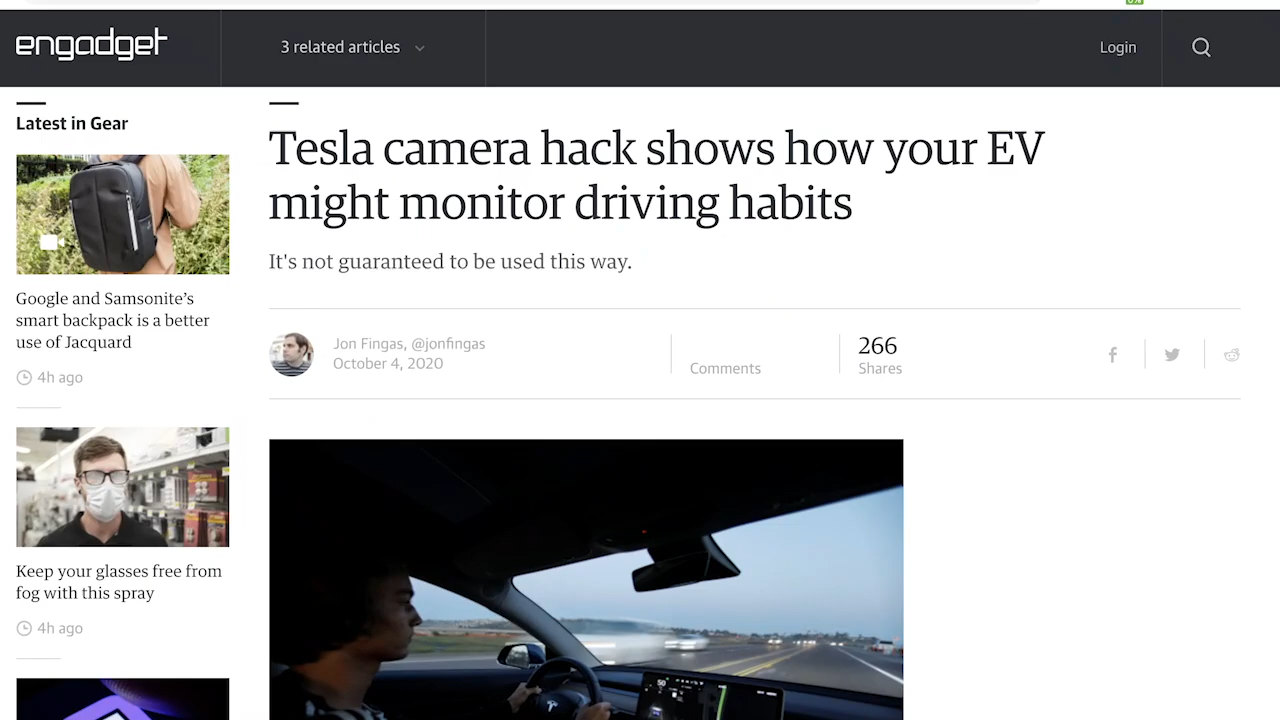 engadget
3 related articles
Login
Latest in Gear
Google and Samsonite’s
smart backpack is a better
use of Jacquard
4h ago
Keep your glasses free from
fog with this spray
4h ago
Tesla camera hack shows how your EV
might monitor driving habits
It's not guaranteed to be used this way.
Jon Fingas, @jonfingas
October 4, 2020
Comments
266
Shares